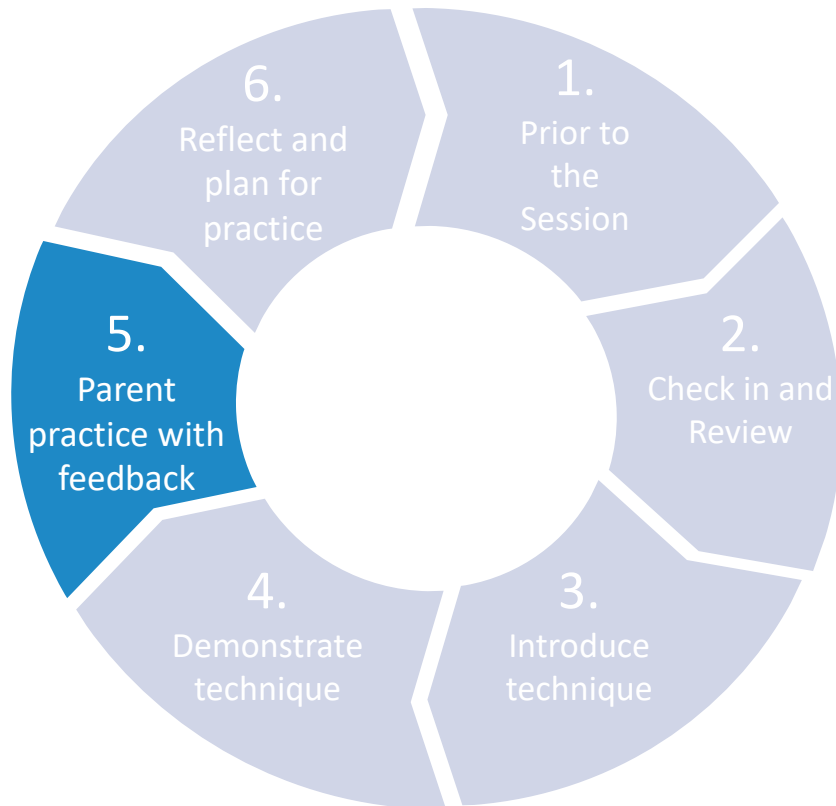 1.
Prior to
the
Session
2.
Check in and
Review
3.
Introduce
technique
4.
Demonstrate
technique
5.
Parent
practice with
feedback
6.
Reflect and
plan for
practice